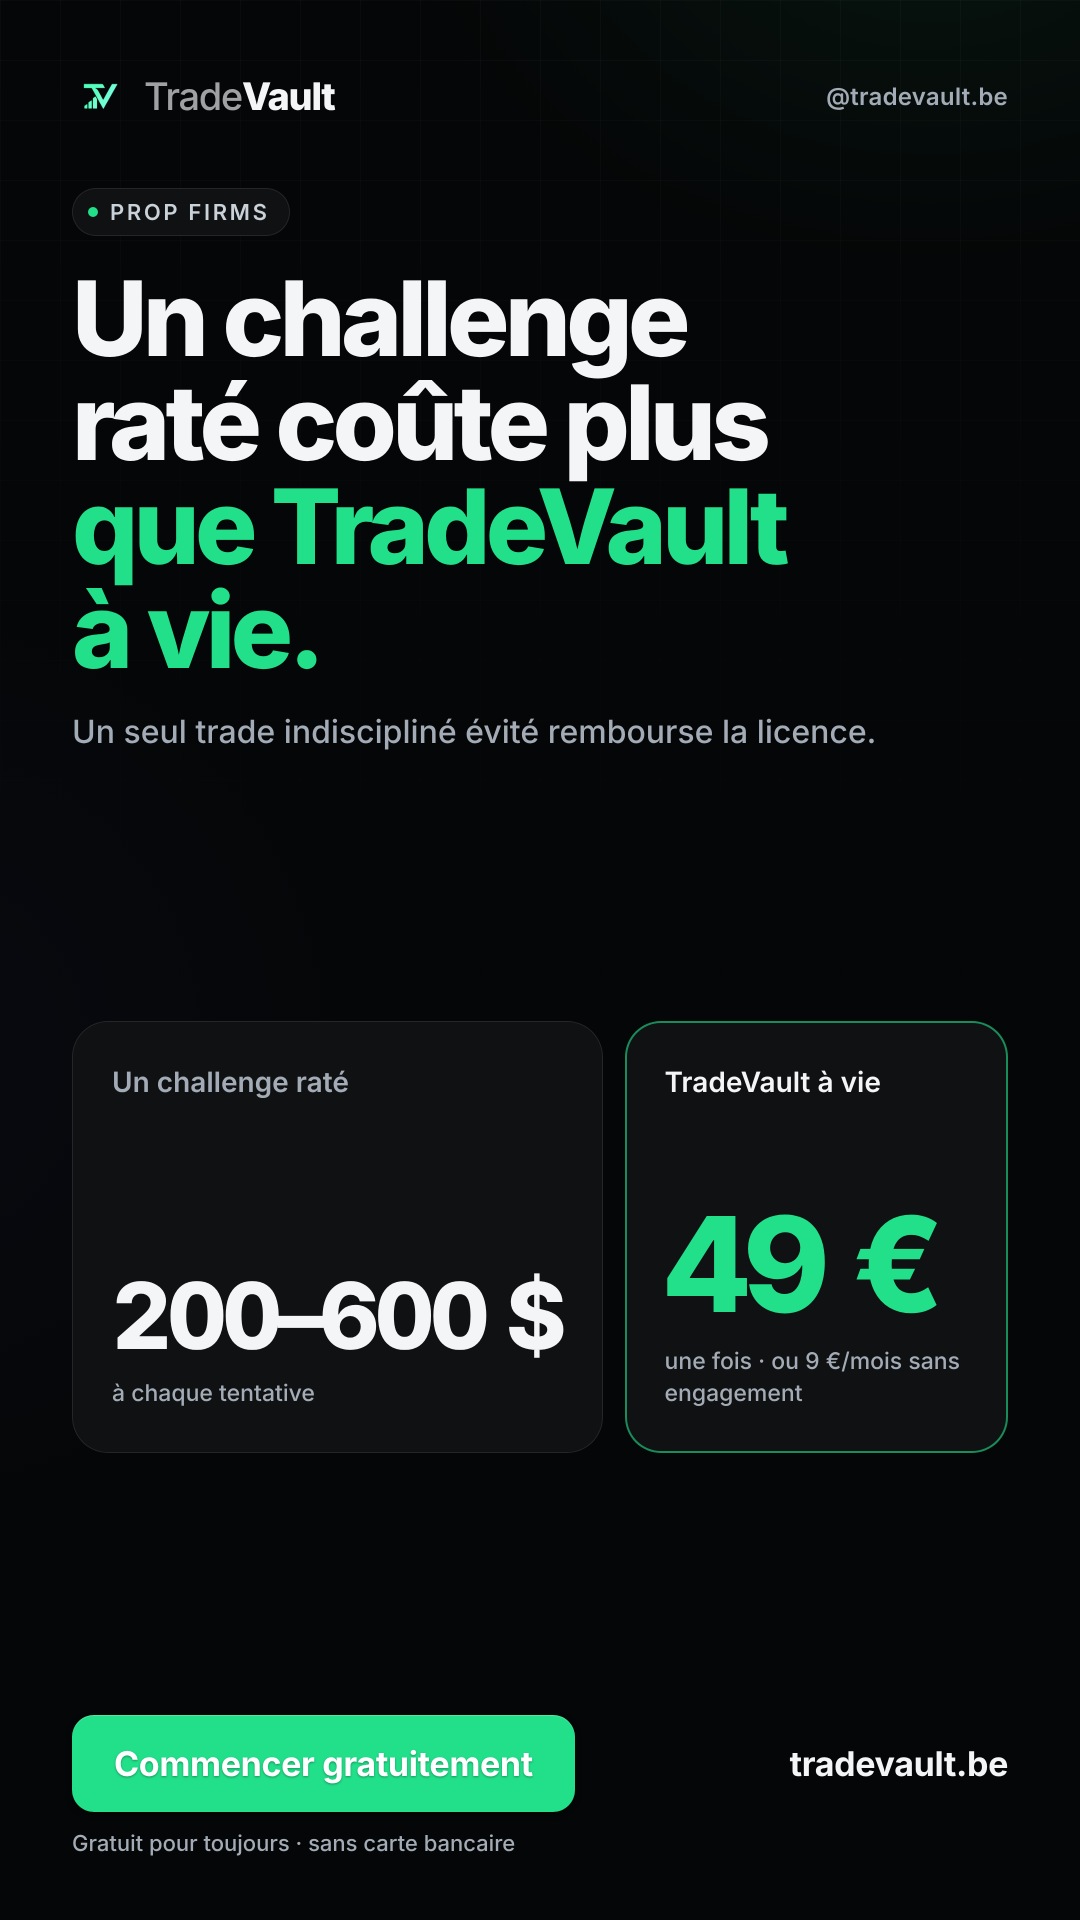 TradeVault
@tradevault.be
PROP FIRMS
Un challenge
raté coûte plus
que TradeVault
à vie.
Un seul trade indiscipliné évité rembourse la licence.
Un challenge raté
200–600 $
à chaque tentative
TradeVault à vie
49 €
une fois · ou 9 €/mois sans
engagement
Commencer gratuitement
tradevault.be
Gratuit pour toujours · sans carte bancaire